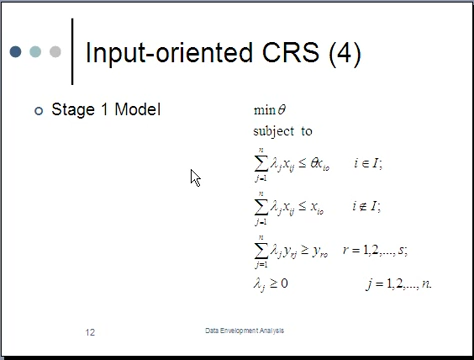 Input-oriented CRS (4)
Stage 1 Model
min θ
subject to
∑_{j=1}^{n} λ_j x_ij ≤ θx_io   i ∈ I;
∑_{j=1}^{n} λ_j x_ij ≤ x_io   i ∉ I;
∑_{j=1}^{n} λ_j y_rj ≥ y_ro   r = 1,2,...,s;
λ_j ≥ 0   j = 1,2,...,n.
12
Data Envelopment Analysis